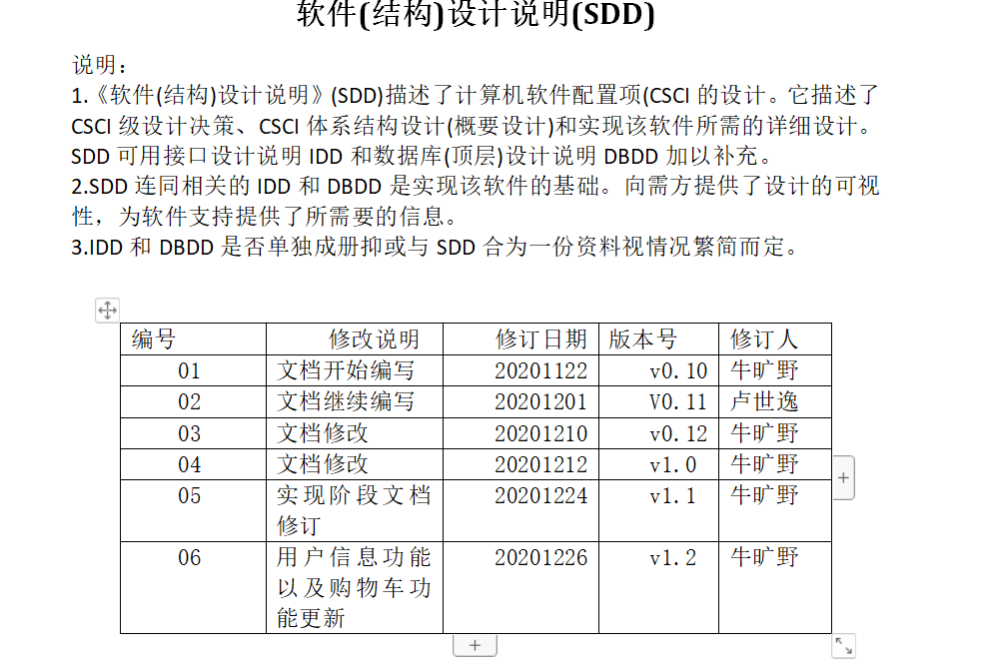 软件(结构)设计说明(SDD)
说明：
1.《软件(结构)设计说明》(SDD)描述了计算机软件配置项(CSCI 的设计。它描述了
CSCI 级设计决策、CSCI 体系结构设计(概要设计)和实现该软件所需的详细设计。
SDD 可用接口设计说明 IDD 和数据库(顶层)设计说明 DBDD 加以补充。
2.SDD 连同相关的 IDD 和 DBDD 是实现该软件的基础。向需方提供了设计的可视
性，为软件支持提供了所需要的信息。
3.IDD 和 DBDD 是否单独成册抑或与 SDD 合为一份资料视情况繁简而定。
编号 修改说明 修订日期 版本号 修订人
01 文档开始编写 20201122 v0.10 牛旷野
02 文档继续编写 20201201 V0.11 卢世逸
03 文档修改 20201210 v0.12 牛旷野
04 文档修改 20201212 v1.0 牛旷野
05 实现阶段文档 20201224 v1.1 牛旷野
修订
06 用户信息功能 20201226 v1.2 牛旷野
以及购物车功
能更新